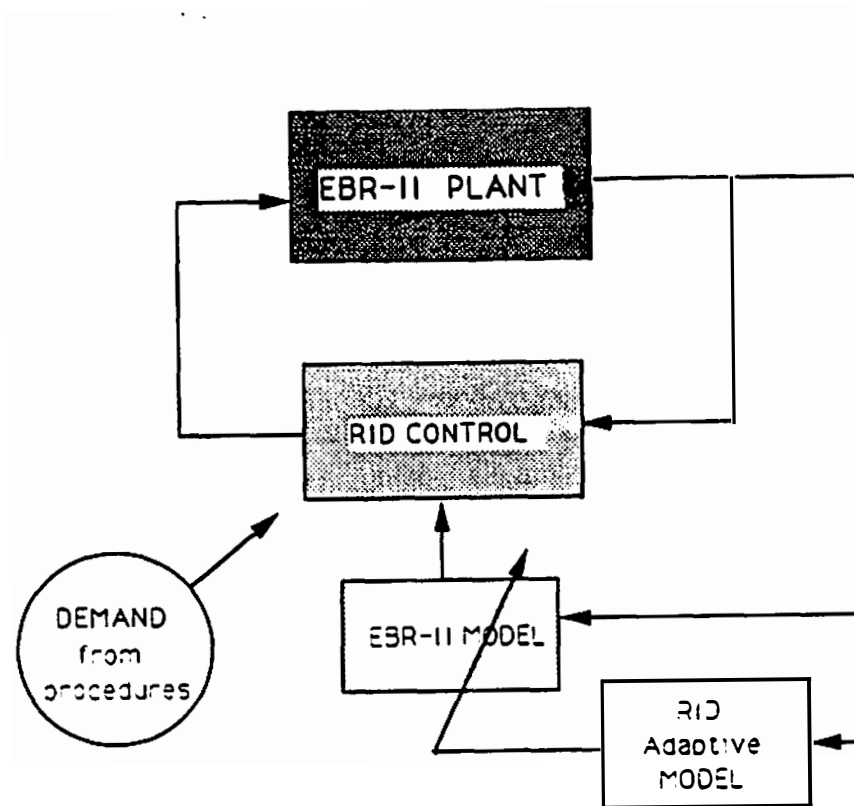 EBR-II PLANT
RID CONTROL
DEMAND
from
procedures
EBR-II MODEL
RID
Adaptive
MODEL